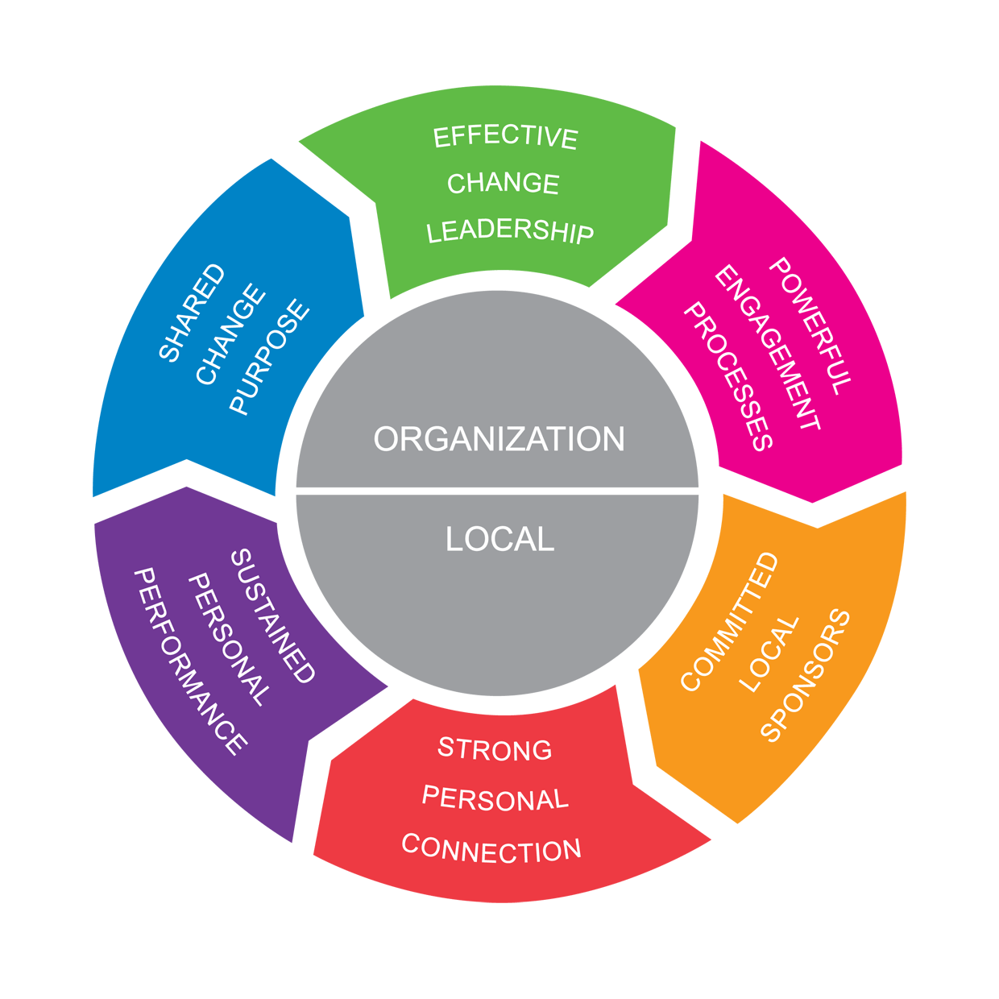 EFFECTIVE
CHANGE
LEADERSHIP
POWERFUL
ENGAGEMENT
PROCESSES
COMMITTED
LOCAL
SPONSORS
STRONG
PERSONAL
CONNECTION
SUSTAINED
PERSONAL
PERFORMANCE
SHARED
CHANGE
PURPOSE
ORGANIZATION
LOCAL